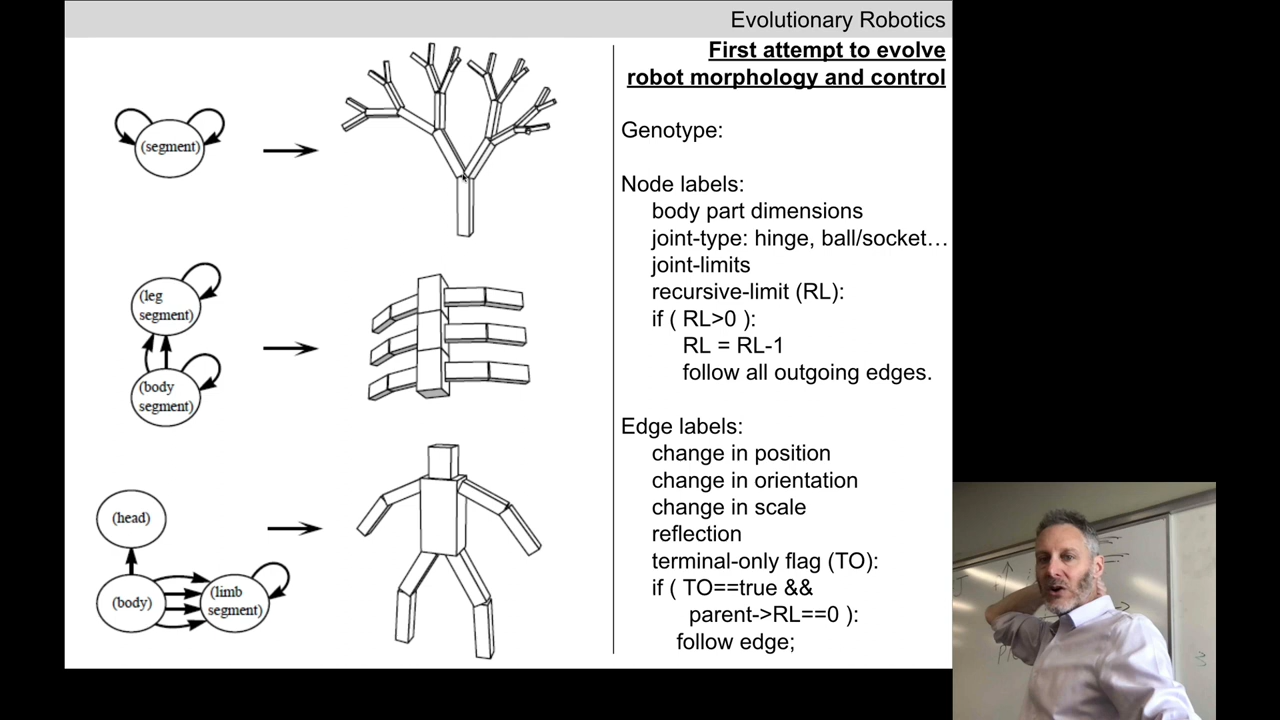 Evolutionary Robotics
First attempt to evolve
robot morphology and control
(segment)
(leg
segment)
(body
segment)
(head)
(body)
(limb
segment)
Genotype:
Node labels:
body part dimensions
joint-type: hinge, ball/socket…
joint-limits
recursive-limit (RL):
if ( RL>0 ):
RL = RL-1
follow all outgoing edges.
Edge labels:
change in position
change in orientation
change in scale
reflection
terminal-only flag (TO):
if ( TO==true &&
parent->RL==0 ):
follow edge;